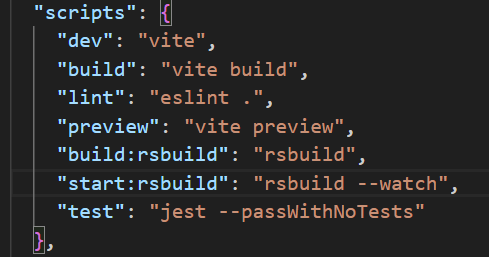 "scripts": {
"dev": "vite",
"build": "vite build",
"lint": "eslint .",
"preview": "vite preview",
"build:rsbuild": "rsbuild",
"start:rsbuild": "rsbuild --watch",
"test": "jest --passWithNoTests"
},